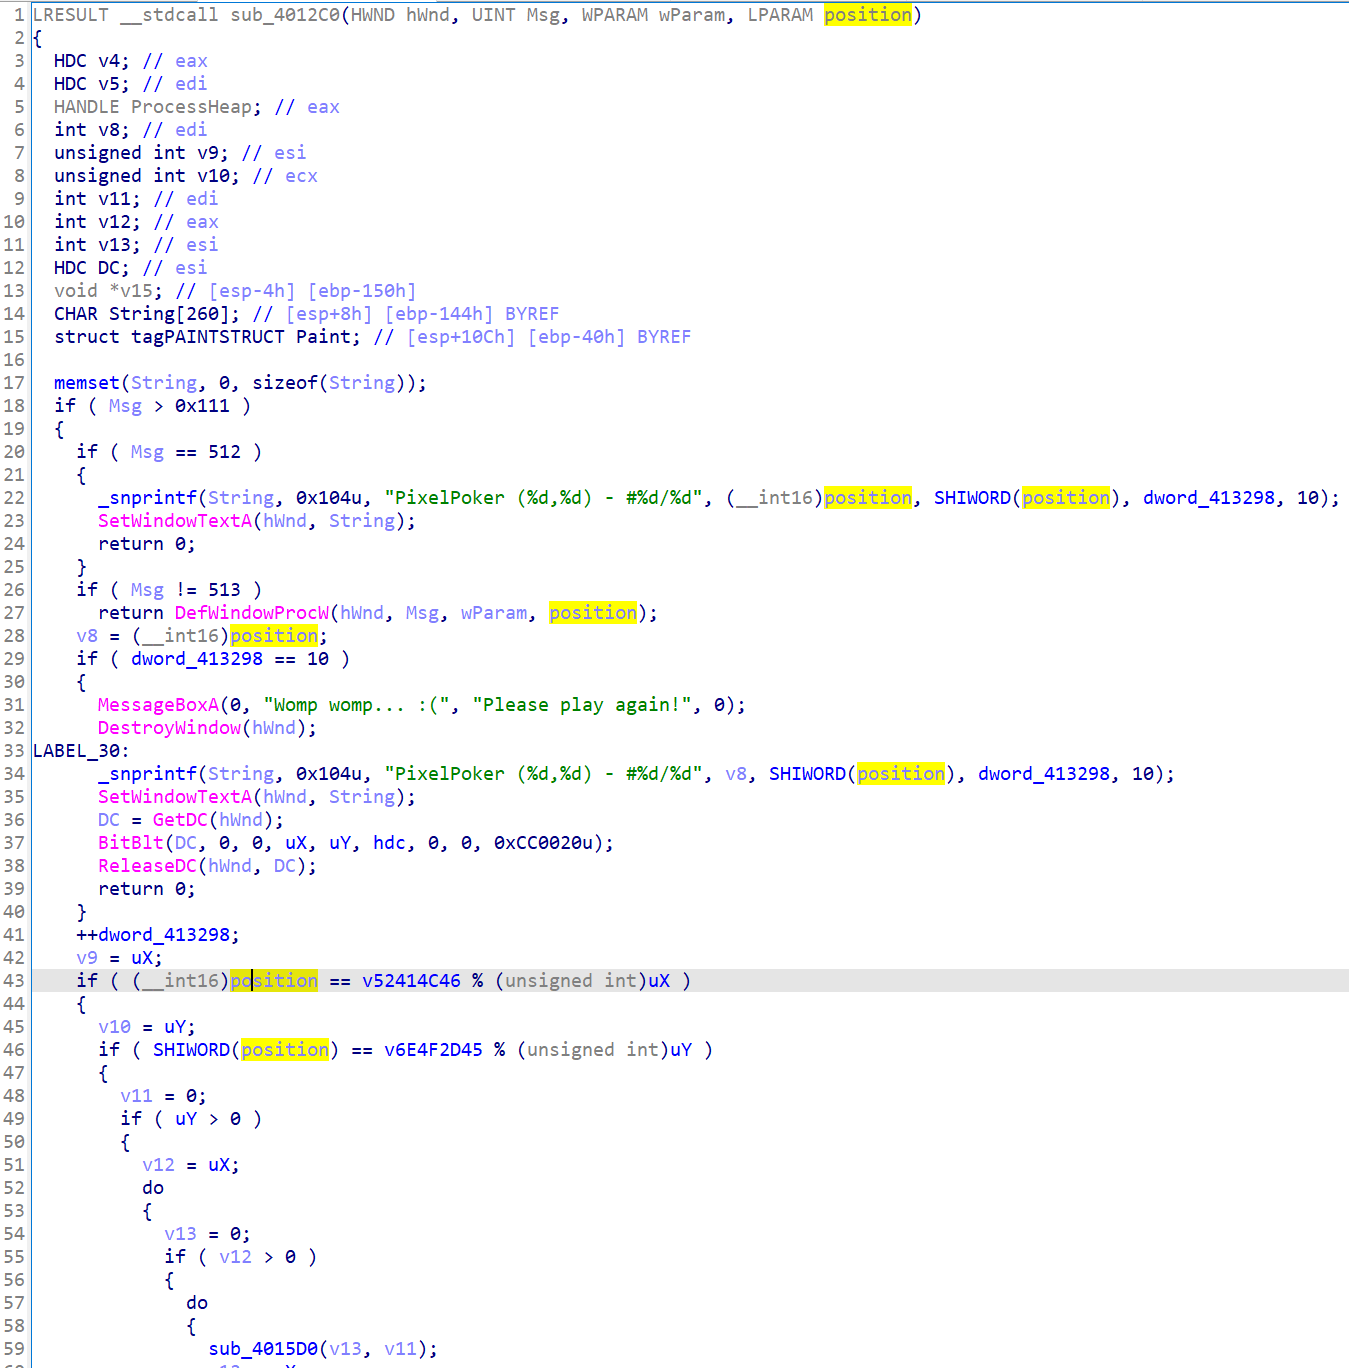 1 LRESULT __stdcall sub_4012C0(HWND hWnd, UINT Msg, WPARAM wParam, LPARAM position)
2 {
3 HDC v4; // eax
4 HDC v5; // edi
5 HANDLE ProcessHeap; // eax
6 int v8; // edi
7 unsigned int v9; // esi
8 unsigned int v10; // ecx
9 int v11; // edi
10 int v12; // eax
11 int v13; // esi
12 HDC DC; // esi
13 void *v15; // [esp-4h] [ebp-150h]
14 CHAR String[260]; // [esp+8h] [ebp-144h] BYREF
15 struct tagPAINTSTRUCT Paint; // [esp+10Ch] [ebp-40h] BYREF
16
17 memset(String, 0, sizeof(String));
18 if ( Msg > 0x111 )
19 {
20 if ( Msg == 512 )
21 {
22 _snprintf(String, 0x104u, "PixelPoker (%d,%d) - #%d/%d", (__int16)position, SHIWORD(position), dword_413298, 10);
23 SetWindowTextA(hWnd, String);
24 return 0;
25 }
26 if ( Msg != 513 )
27 return DefWindowProcW(hWnd, Msg, wParam, position);
28 v8 = (__int16)position;
29 if ( dword_413298 == 10 )
30 {
31 MessageBoxA(0, "Womp womp... :(", "Please play again!", 0);
32 DestroyWindow(hWnd);
33 LABEL_30:
34 _snprintf(String, 0x104u, "PixelPoker (%d,%d) - #%d/%d", v8, SHIWORD(position), dword_413298, 10);
35 SetWindowTextA(hWnd, String);
36 DC = GetDC(hWnd);
37 BitBlt(DC, 0, 0, uX, uY, hdc, 0, 0, 0xCC0020u);
38 ReleaseDC(hWnd, DC);
39 return 0;
40 }
41 ++dword_413298;
42 v9 = uX;
43 if ( (__int16)position == v52414C46 % (unsigned int)uX )
44 {
45 v10 = uY;
46 if ( SHIWORD(position) == v6E4F2D45 % (unsigned int)uY )
47 {
48 v11 = 0;
49 if ( uY > 0 )
50 {
51 v12 = uX;
52 do
53 {
54 v13 = 0;
55 if ( v12 > 0 )
56 {
57 do
58 {
59 sub_4015D0(v13, v11);